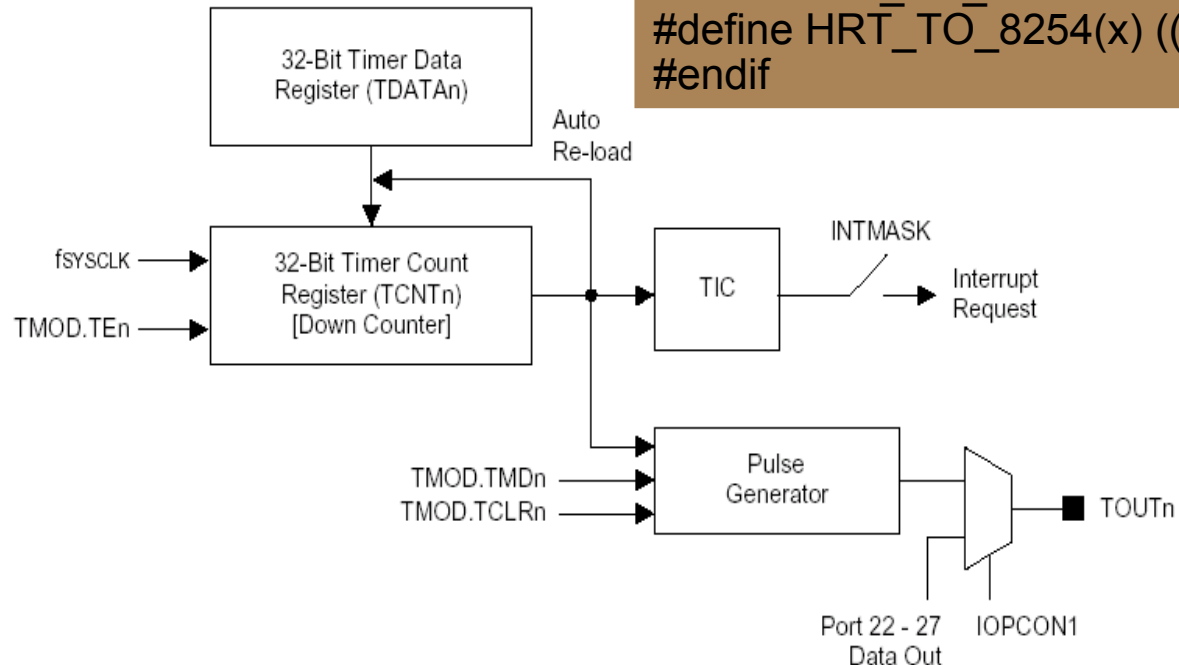 #define HRT_TO_8254(x) ((
#endif
32-Bit Timer Data
Register (TDATAn)
Auto
Re-load
fSYSCLK
TMOD.TEn
32-Bit Timer Count
Register (TCNTn)
[Down Counter]
TIC
INTMASK
Interrupt
Request
TMOD.TMDn
TMOD.TCLRn
Pulse
Generator
TOUTn
Port 22 - 27
Data Out
IOPCON1